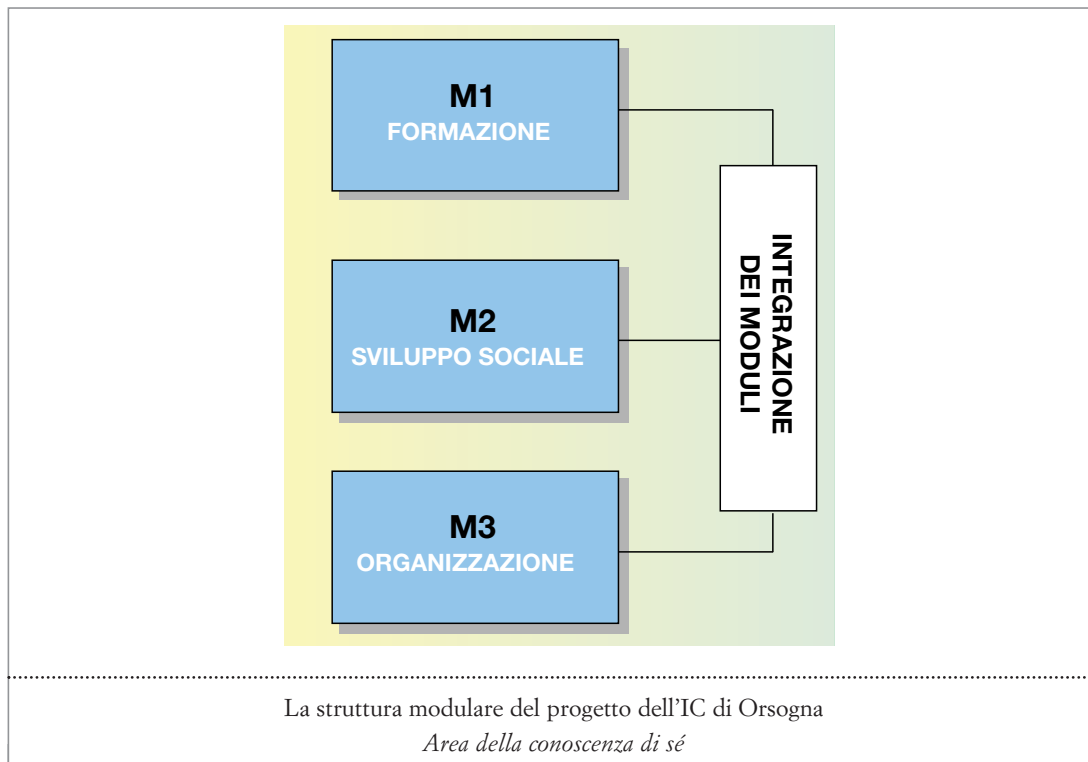 M1
FORMAZIONE
M2
SVILUPPO SOCIALE
M3
ORGANIZZAZIONE
INTEGRAZIONE
DEI MODULI
La struttura modulare del progetto dell’IC di Orsogna
Area della conoscenza di sé